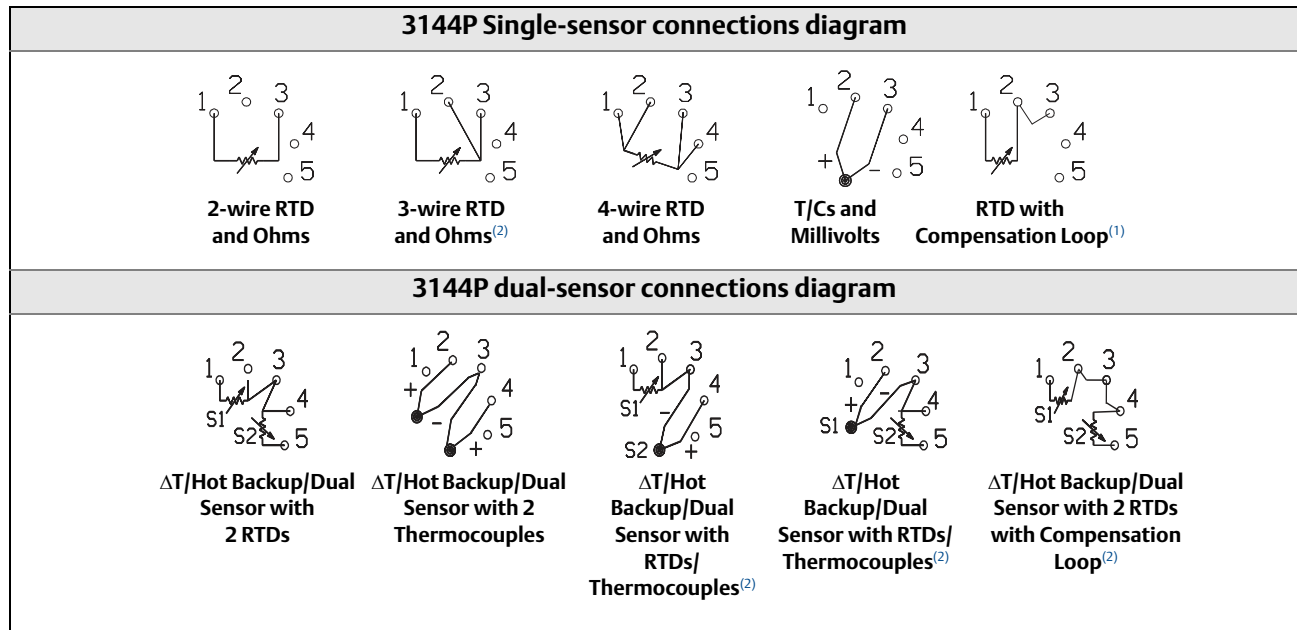 3144P Single-sensor connections diagram
1 2 3 4 5
1 2 3 4 5
1 2 3 4 5
1 2 3 4 5 + -
1 2 3 4 5
2-wire RTD
and Ohms
3-wire RTD
and Ohms(2)
4-wire RTD
and Ohms
T/Cs and
Millivolts
RTD with
Compensation Loop(1)
3144P dual-sensor connections diagram
1 2 3 4 5 S1 S2
1 2 3 4 5 + - +
1 2 3 4 5 S1 - S2 +
1 2 3 4 5 + - S1 S2
1 2 3 4 5 S1 S2
ΔT/Hot Backup/Dual
Sensor with
2 RTDs
ΔT/Hot Backup/Dual
Sensor with 2
Thermocouples
ΔT/Hot
Backup/Dual
Sensor with
RTDs/
Thermocouples(2)
ΔT/Hot
Backup/Dual
Sensor with RTDs/
Thermocouples(2)
ΔT/Hot Backup/Dual
Sensor with 2 RTDs
with Compensation
Loop(2)